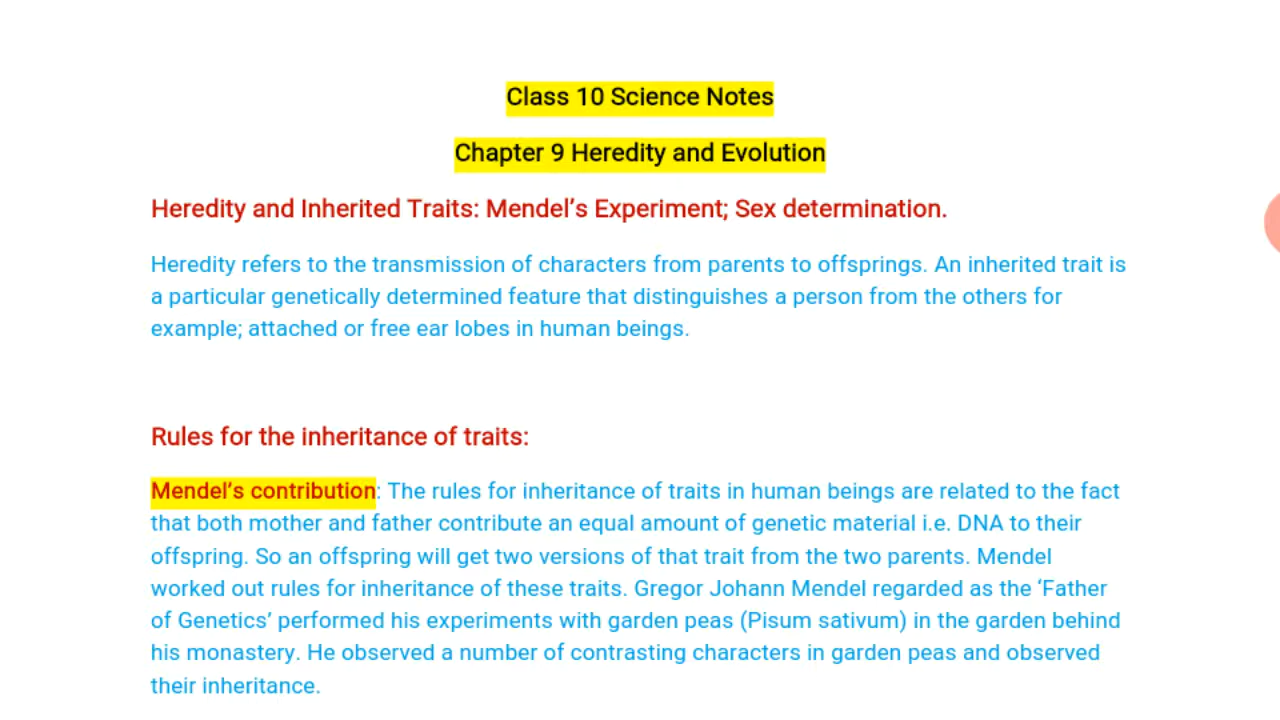 Class 10 Science Notes
Chapter 9 Heredity and Evolution
Heredity and Inherited Traits: Mendel’s Experiment; Sex determination.
Heredity refers to the transmission of characters from parents to offsprings. An inherited trait is
a particular genetically determined feature that distinguishes a person from the others for
example; attached or free ear lobes in human beings.
Rules for the inheritance of traits:
Mendel’s contribution: The rules for inheritance of traits in human beings are related to the fact
that both mother and father contribute an equal amount of genetic material i.e. DNA to their
offspring. So an offspring will get two versions of that trait from the two parents. Mendel
worked out rules for inheritance of these traits. Gregor Johann Mendel regarded as the ‘Father
of Genetics’ performed his experiments with garden peas (Pisum sativum) in the garden behind
his monastery. He observed a number of contrasting characters in garden peas and observed
their inheritance.